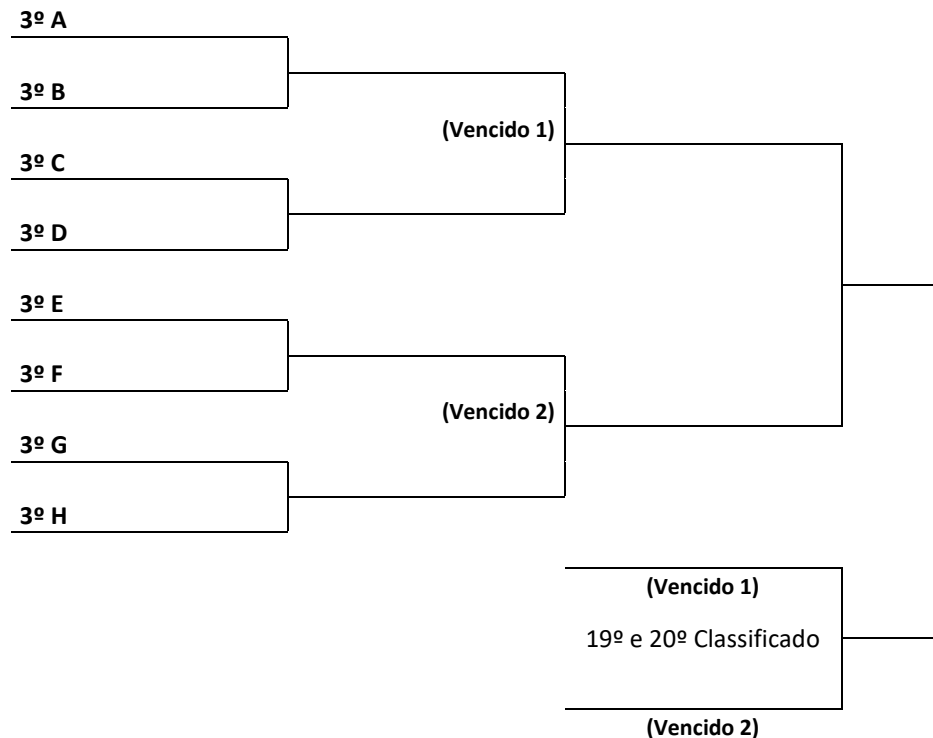 3º A
3º B
(Vencido 1)
3º C
3º D
3º E
3º F
(Vencido 2)
3º G
3º H
(Vencido 1)
19º e 20º Classificado
(Vencido 2)